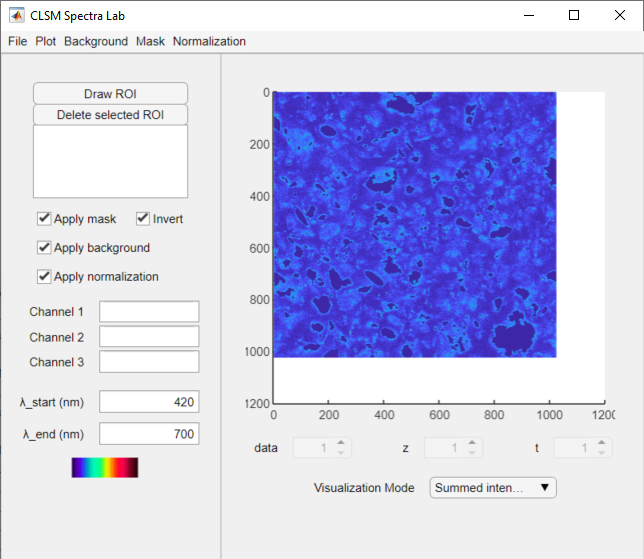 CLSM Spectra Lab
File Plot Background Mask Normalization
Draw ROI
Delete selected ROI
Apply mask Invert
Apply background
Apply normalization
Channel 1
Channel 2
Channel 3
λ_start (nm) 420
λ_end (nm) 700
0
200
400
600
800
1000
1200
0 200 400 600 800 1000 1200
data 1 z 1 t 1
Visualization Mode Summed inten...